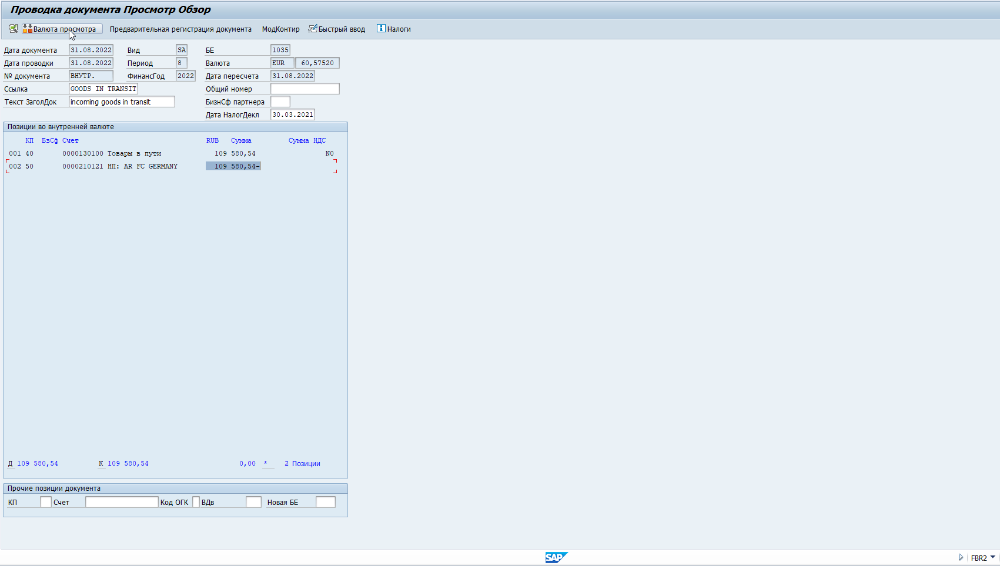 Проводка документа Просмотр Обзор
Валюта просмотра Предварительная регистрация документа МодКонтир Быстрый ввод Налоги
Дата документа 31.08.2022 Вид SA БЕ 1035
Дата проводки 31.08.2022 Период 8 Валюта EUR 60,57520
№ документа ВНУТР. ФинансГод 2022 Дата пересчета 31.08.2022
Ссылка GOODS IN TRANSIT Общий номер
Текст ЗаголДок incoming goods in transit БизнСф партнера
Дата НалогДекл 30.03.2021
Позиции во внутренней валюте
КП БзСф Счет RUB Сумма Сумма НДС
001 40 0000130100 Товары в пути 109 580,54 N0
002 50 0000210121 НП: AR FC GERMANY 109 580,54-
Д 109 580,54 К 109 580,54 0,00 * 2 Позиции
Прочие позиции документа
КП Счет Код ОГК ВДв Новая БЕ
SAP FBR2